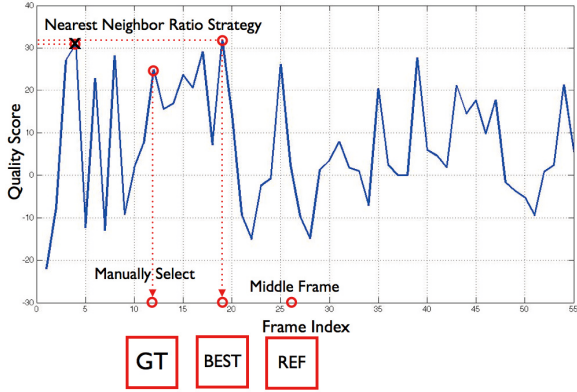 Nearest Neighbor Ratio Strategy
Quality Score
40
30
20
10
0
-10
-20
-30
Manually Select
Middle Frame
0 5 10 15 20 25 30 35 40 45 50 55
Frame Index
GT BEST REF